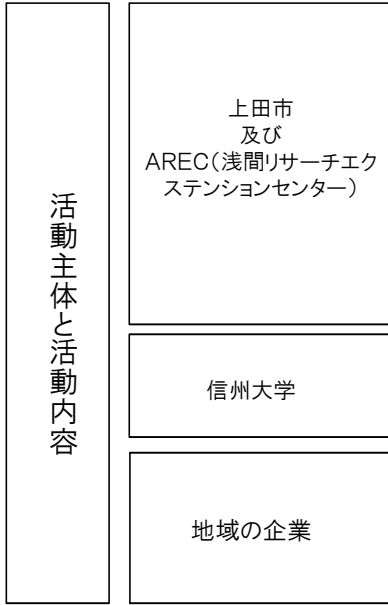 活動主体と活動内容
上田市
及び
AREC(浅間リサーチエク
ステンションセンター)
信州大学
地域の企業